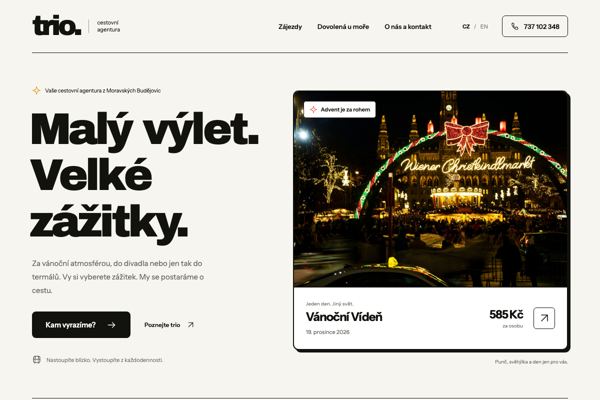 trio.
cestovní
agentura
Zájezdy
Dovolená u moře
O nás a kontakt
CZ / EN
737 102 348
Vaše cestovní agentura z Moravských Budějovic
Malý výlet.
Velké
zážitky.
Za vánoční atmosférou, do divadla nebo jen tak do
termálů. Vy si vyberete zážitek. My se postaráme o
cestu.
Kam vyrazíme?
Poznejte trio
Nastoupíte blízko. Vystoupíte z každodennosti.
Advent je za rohem
Wiener Christkindlmarkt
Jeden den. Jiný svět.
Vánoční Vídeň
19. prosince 2026
585 Kč
za osobu
Punč, světýlka a den jen pro vás.